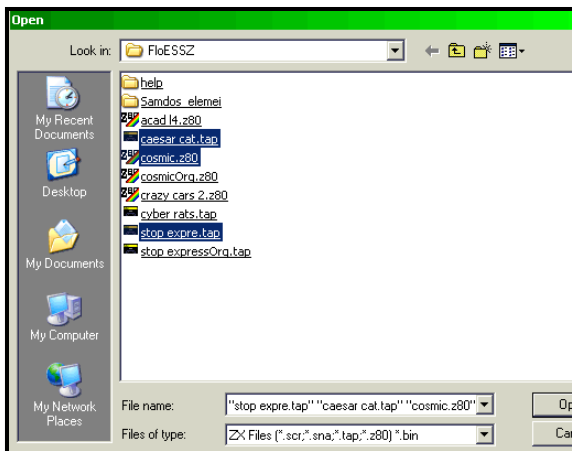 Open
Look in: FloESSZ
My Recent
Documents
Desktop
My Documents
My Computer
My Network
Places
help
Samdos_elemei
acad l4.z80
caesar cat.tap
cosmic.z80
cosmicOrg.z80
crazy cars 2.z80
cyber rats.tap
stop expre.tap
stop expressOrg.tap
File name: "stop expre.tap" "caesar cat.tap" "cosmic.z80" Op
Files of type: ZX Files (*.scr;*.sna;*.tap;*.z80) *.bin Can